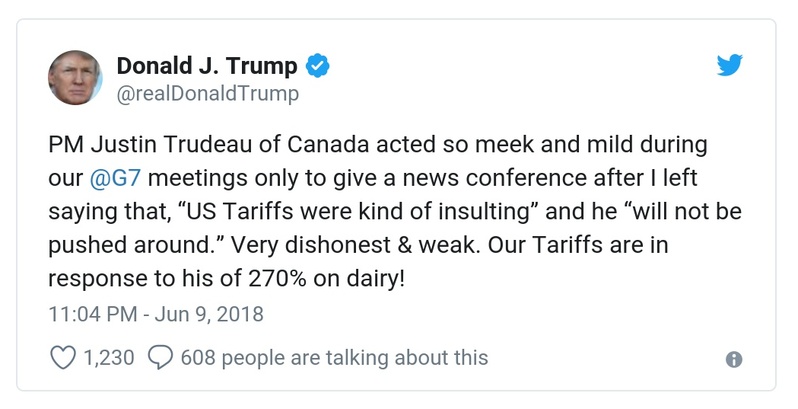 Donald J. Trump
@realDonaldTrump
PM Justin Trudeau of Canada acted so meek and mild during
our @G7 meetings only to give a news conference after I left
saying that, “US Tariffs were kind of insulting” and he “will not be
pushed around.” Very dishonest & weak. Our Tariffs are in
response to his of 270% on dairy!
11:04 PM - Jun 9, 2018
1,230 608 people are talking about this